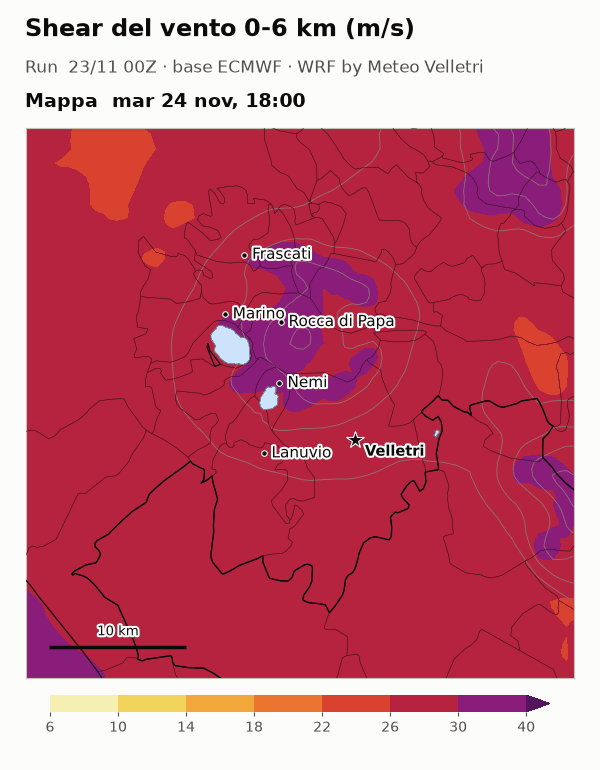 Shear del vento 0-6 km (m/s)
Run 23/11 00Z · base ECMWF · WRF by Meteo Velletri
Mappa mar 24 nov, 18:00
Frascati
Marino
Rocca di Papa
Nemi
Velletri
Lanuvio
10 km
6 10 14 18 22 26 30 40